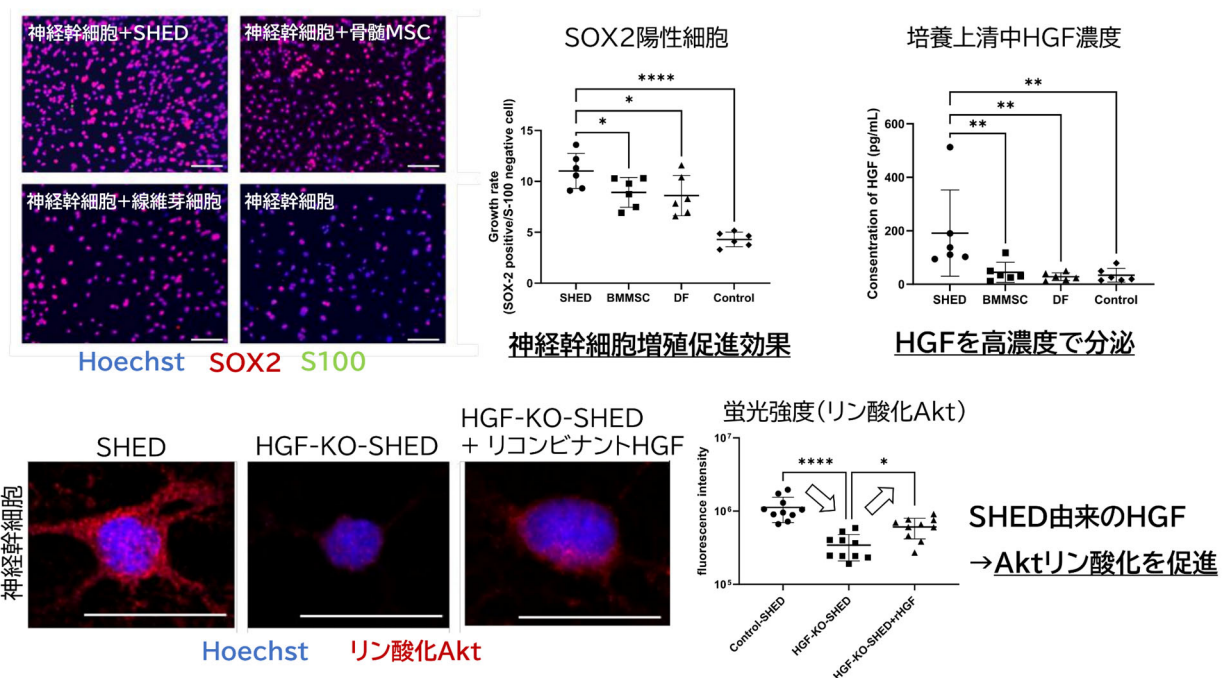 神経幹細胞+SHED
神経幹細胞+骨髄MSC
神経幹細胞+線維芽細胞
神経幹細胞
Hoechst SOX2 S100
SOX2陽性細胞
****
*
*
Growth rate
(SOX-2 positive/S-100 negative cell)
15
10
5
0
SHED BMMSC DF Control
神経幹細胞増殖促進効果
培養上清中HGF濃度
**
**
**
Consentration of HGF (pg/mL)
600
400
200
0
SHED BMMSC DF Control
HGFを高濃度で分泌
神経幹細胞
SHED
HGF-KO-SHED
HGF-KO-SHED
+ リコンビナントHGF
Hoechst リン酸化Akt
蛍光強度(リン酸化Akt)
**** *
fluorescence intensity
10⁷
10⁶
10⁵
Control-SHED
HGF-KO-SHED
HGF-KO-SHED+rHGF
SHED由来のHGF
→Aktリン酸化を促進